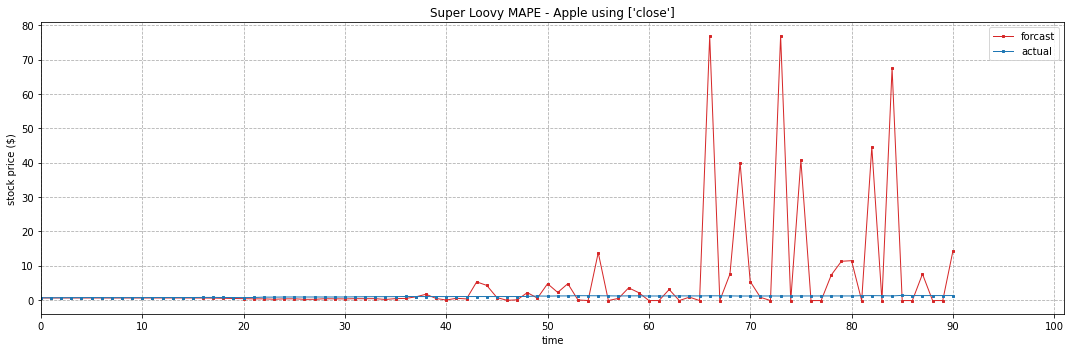 Super Loovy MAPE - Apple using ['close']
forcast
actual
stock price ($)
80
70
60
50
40
30
20
10
0
0 10 20 30 40 50 60 70 80 90 100
time